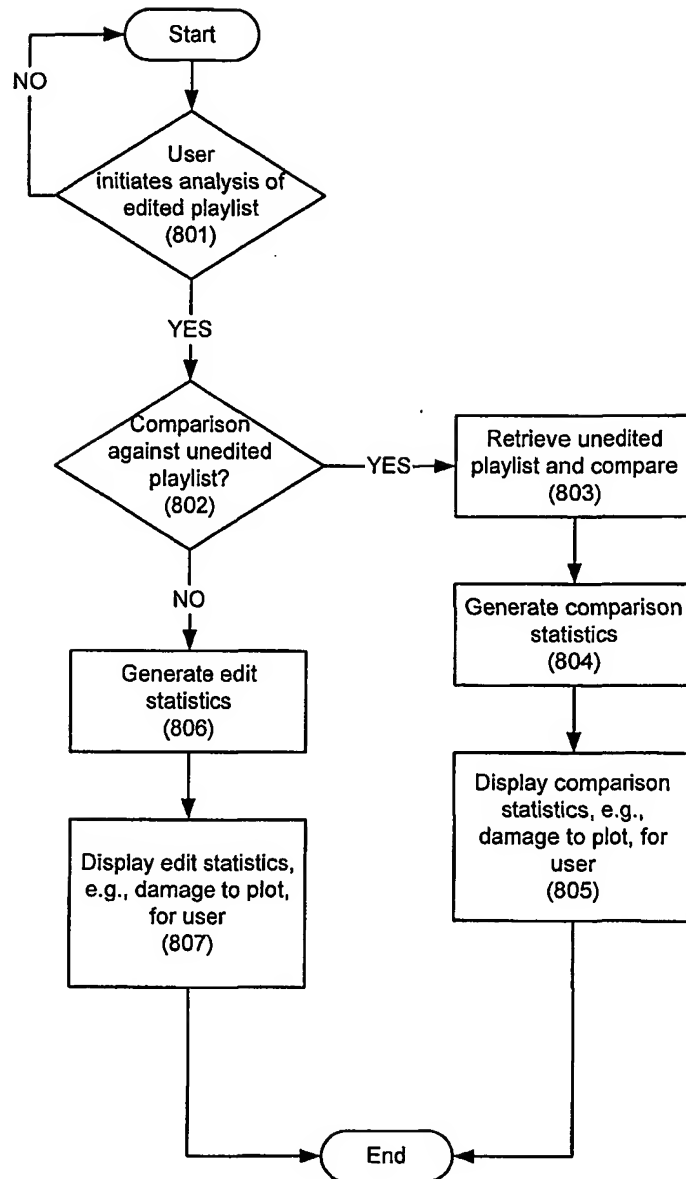 Start
NO
User
initiates analysis of
edited playlist
(801)
YES
Comparison
against unedited
playlist?
(802)
YES
Retrieve unedited
playlist and compare
(803)
NO
Generate comparison
statistics
(804)
Generate edit
statistics
(806)
Display comparison
statistics, e.g.,
damage to plot, for
user
(805)
Display edit statistics,
e.g., damage to plot,
for user
(807)
End